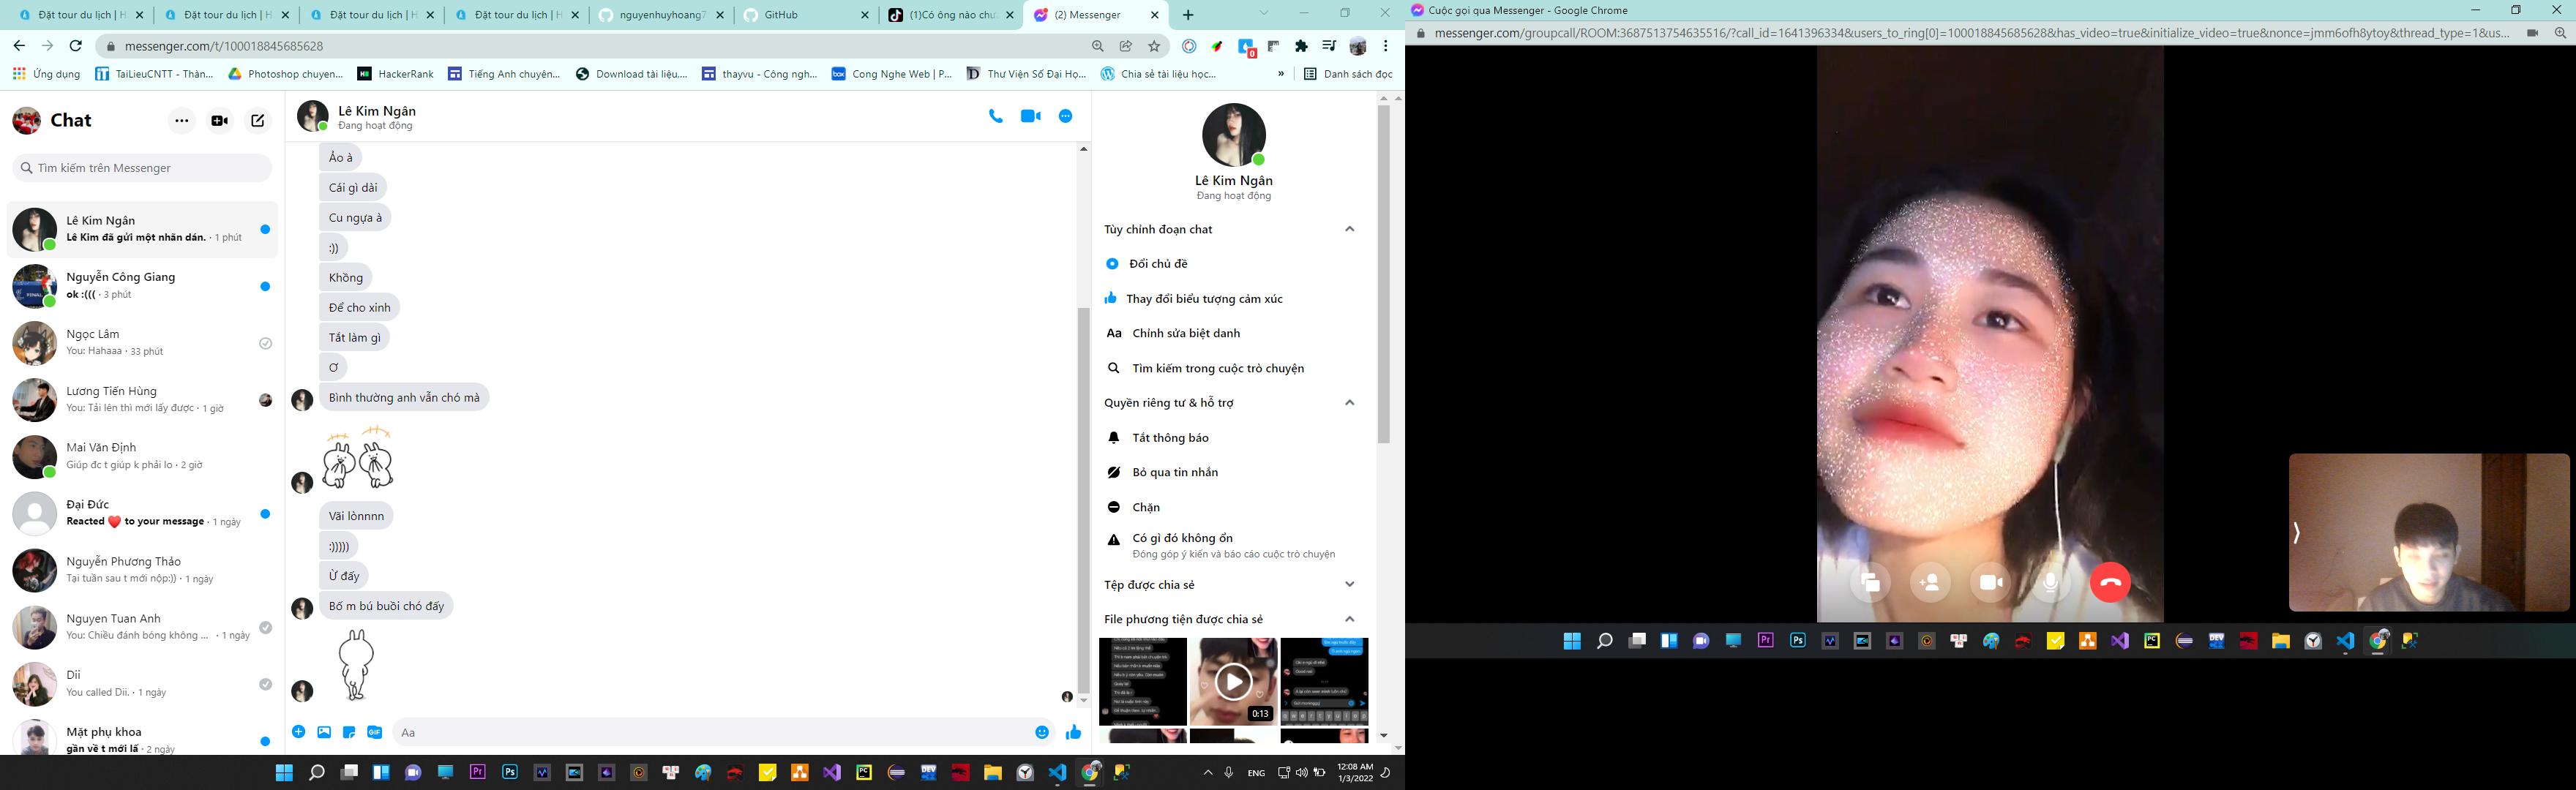 Đặt tour du lịch | H
Đặt tour du lịch | H
Đặt tour du lịch | H
Đặt tour du lịch | H
nguyenhuyhoang7
GitHub
(1)Có ông nào chư
(2) Messenger
messenger.com/t/100018845685628
0
Ứng dụng
TaiLieuCNTT - Thàn...
Photoshop chuyen...
HackerRank
Tiếng Anh chuyên...
Download tài liệu,...
thayvu - Công ngh...
Cong Nghe Web | P...
Thư Viện Số Đại Họ...
Chia sẻ tài liệu học...
»
Danh sách đọc
Chat
Tìm kiếm trên Messenger
Lê Kim Ngân
Lê Kim đã gửi một nhãn dán. · 1 phút
Nguyễn Công Giang
ok :((( · 3 phút
Ngọc Lâm
You: Hahaaa · 33 phút
Lương Tiến Hùng
You: Tải lên thì mới lấy được · 1 giờ
Mai Văn Định
Giúp đc t giúp k phải lo · 2 giờ
Đại Đức
Reacted ❤️ to your message · 1 ngày
Nguyễn Phương Thảo
Tại tuần sau t mới nộp:)) · 1 ngày
Nguyen Tuan Anh
You: Chiều đánh bóng không ... · 1 ngày
Dii
You called Dii. · 1 ngày
Mặt phụ khoa
gần về t mới lấ · 2 ngày
Lê Kim Ngân
Đang hoạt động
Ảo à
Cái gì dài
Cu ngựa à
:))
Khồng
Để cho xinh
Tắt làm gì
Ơ
Bình thường anh vẫn chó mà
Vãi lònnnn
:)))))
Ừ đấy
Bố m bú buồi chó đấy
GIF
Aa
Lê Kim Ngân
Đang hoạt động
Tùy chỉnh đoạn chat
Đổi chủ đề
Thay đổi biểu tượng cảm xúc
Aa Chỉnh sửa biệt danh
Tìm kiếm trong cuộc trò chuyện
Quyền riêng tư & hỗ trợ
Tắt thông báo
Bỏ qua tin nhắn
Chặn
Có gì đó không ổn
Đóng góp ý kiến và báo cáo cuộc trò chuyện
Tệp được chia sẻ
File phương tiện được chia sẻ
0:13
ENG
12:08 AM
1/3/2022
Cuộc gọi qua Messenger - Google Chrome
messenger.com/groupcall/ROOM:3687513754635516/?call_id=1641396334&users_to_ring[0]=100018845685628&has_video=true&initialize_video=true&nonce=jmm6ofh8ytoy&thread_type=1&us...